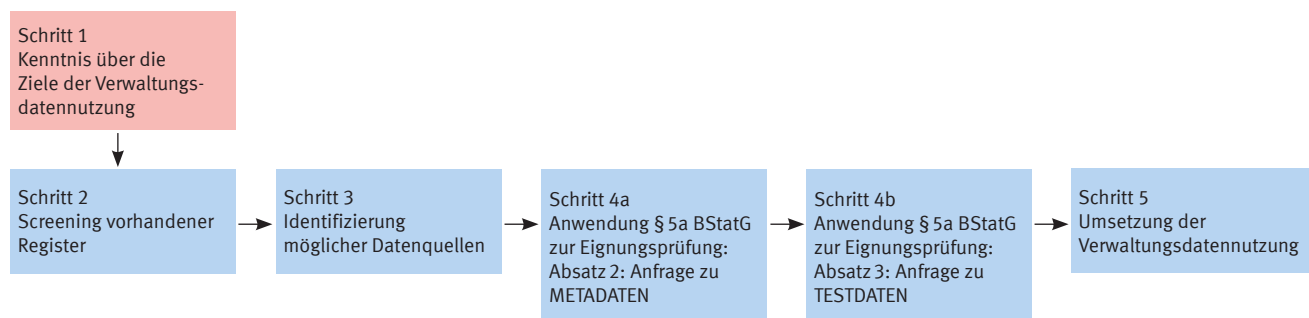 Schritt 1
Kenntnis über die
Ziele der Verwaltungs-
datennutzung
Schritt 2
Screening vorhandener
Register
Schritt 3
Identifizierung
möglicher Datenquellen
Schritt 4a
Anwendung § 5a BStatG
zur Eignungsprüfung:
Absatz 2: Anfrage zu
METADATEN
Schritt 4b
Anwendung § 5a BStatG
zur Eignungsprüfung:
Absatz 3: Anfrage zu
TESTDATEN
Schritt 5
Umsetzung der
Verwaltungsdatennutzung